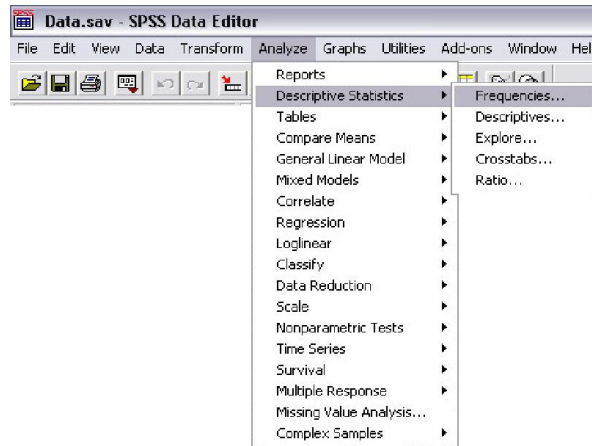 Data.sav - SPSS Data Editor
File Edit View Data Transform Analyze Graphs Utilities Add-ons Window Hel
Reports
Descriptive Statistics
Tables
Compare Means
General Linear Model
Mixed Models
Correlate
Regression
Loglinear
Classify
Data Reduction
Scale
Nonparametric Tests
Time Series
Survival
Multiple Response
Missing Value Analysis...
Complex Samples
Frequencies...
Descriptives...
Explore...
Crosstabs...
Ratio...